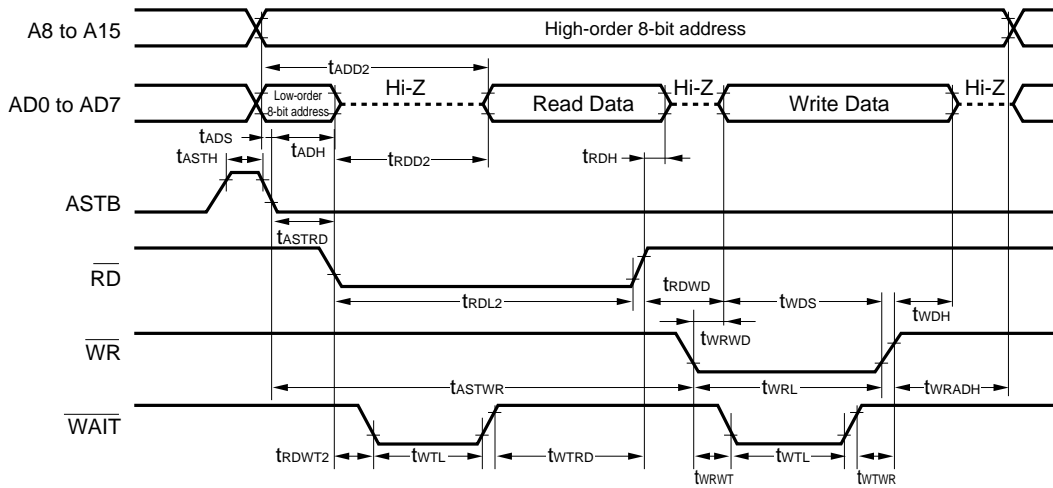 A8 to A15
High-order 8-bit address
tADD2
Hi-Z
Hi-Z
Hi-Z
AD0 to AD7
Low-order
8-bit address
Read Data
Write Data
tADS
tADH
tASTH
tRDD2
tRDH
ASTB
tASTRD
RD
tRDL2
tRDWD
tWDS
tWDH
tWRWD
WR
tASTWR
tWRL
tWRADH
WAIT
tRDWT2
tWTL
tWTRD
tWRWT
tWTL
tWTWR